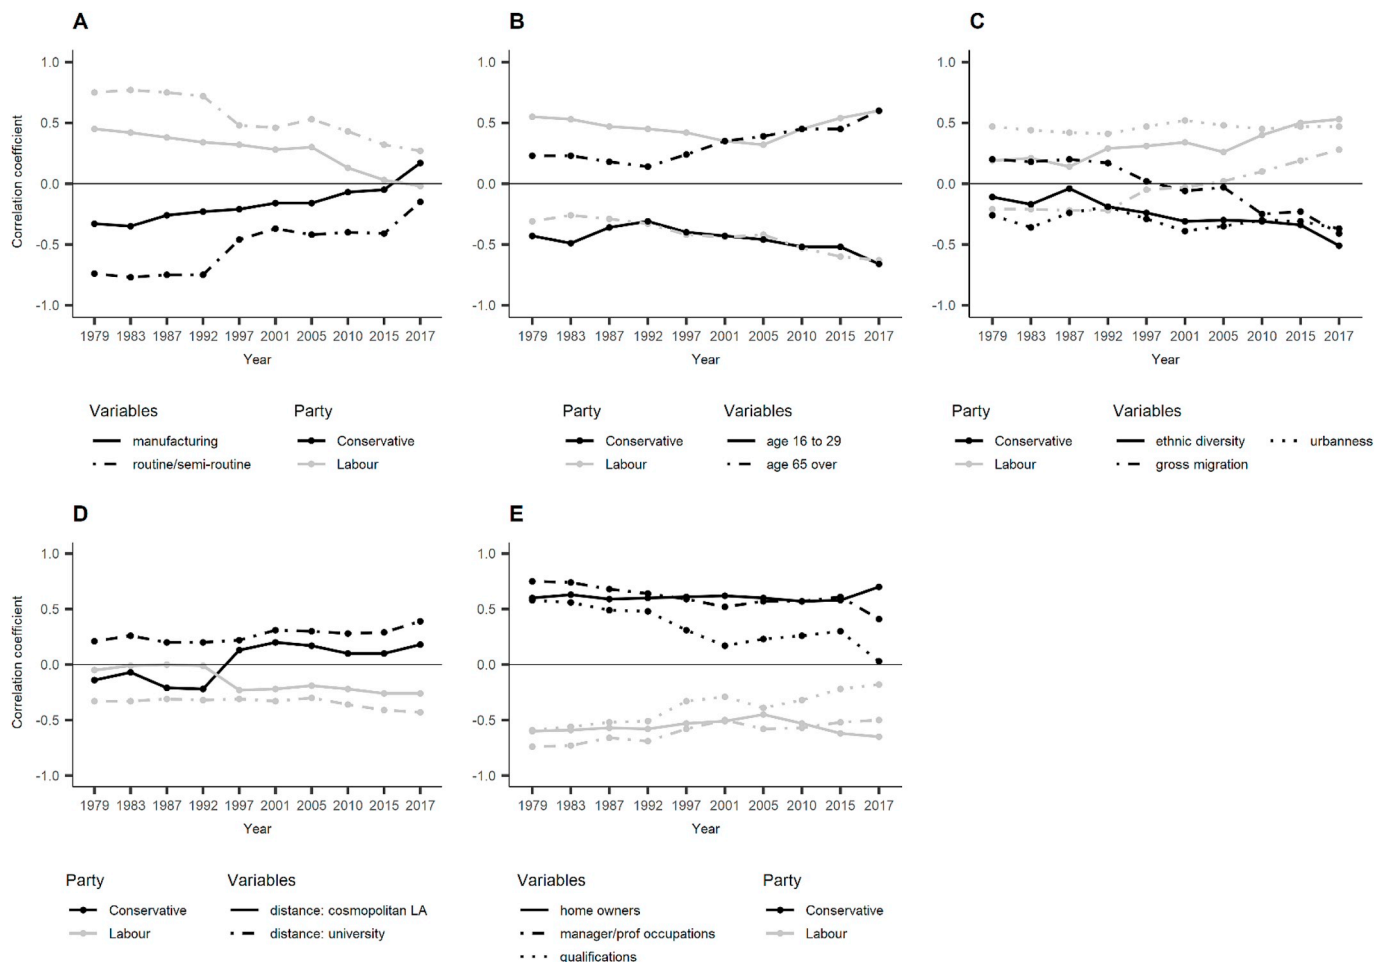 A
B
C
Correlation coefficient
1.0
0.5
0.0
-0.5
-1.0
1979 1983 1987 1992 1997 2001 2005 2010 2015 2017
Year
1.0
0.5
0.0
-0.5
-1.0
1979 1983 1987 1992 1997 2001 2005 2010 2015 2017
Year
1.0
0.5
0.0
-0.5
-1.0
1979 1983 1987 1992 1997 2001 2005 2010 2015 2017
Year
Variables
manufacturing
routine/semi-routine
Party
Conservative
Labour
Party
Conservative
Labour
Variables
age 16 to 29
age 65 over
Party
Conservative
Labour
Variables
ethnic diversity
gross migration
urbanness
D
E
Correlation coefficient
1.0
0.5
0.0
-0.5
-1.0
1979 1983 1987 1992 1997 2001 2005 2010 2015 2017
Year
1.0
0.5
0.0
-0.5
-1.0
1979 1983 1987 1992 1997 2001 2005 2010 2015 2017
Year
Party
Conservative
Labour
Variables
distance: cosmopolitan LA
distance: university
Variables
home owners
manager/prof occupations
qualifications
Party
Conservative
Labour